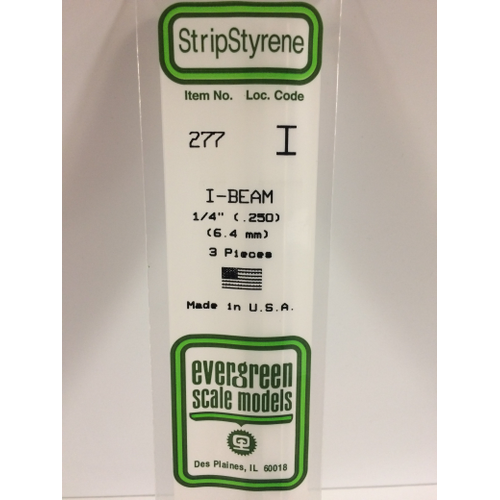 StripStyrene
Item No. Loc. Code
277 I
I-BEAM
1/4" (.250)
(6.4 mm)
3 Pieces
Made in U.S.A.
evergreen
scale models
Des Plaines, IL 60018